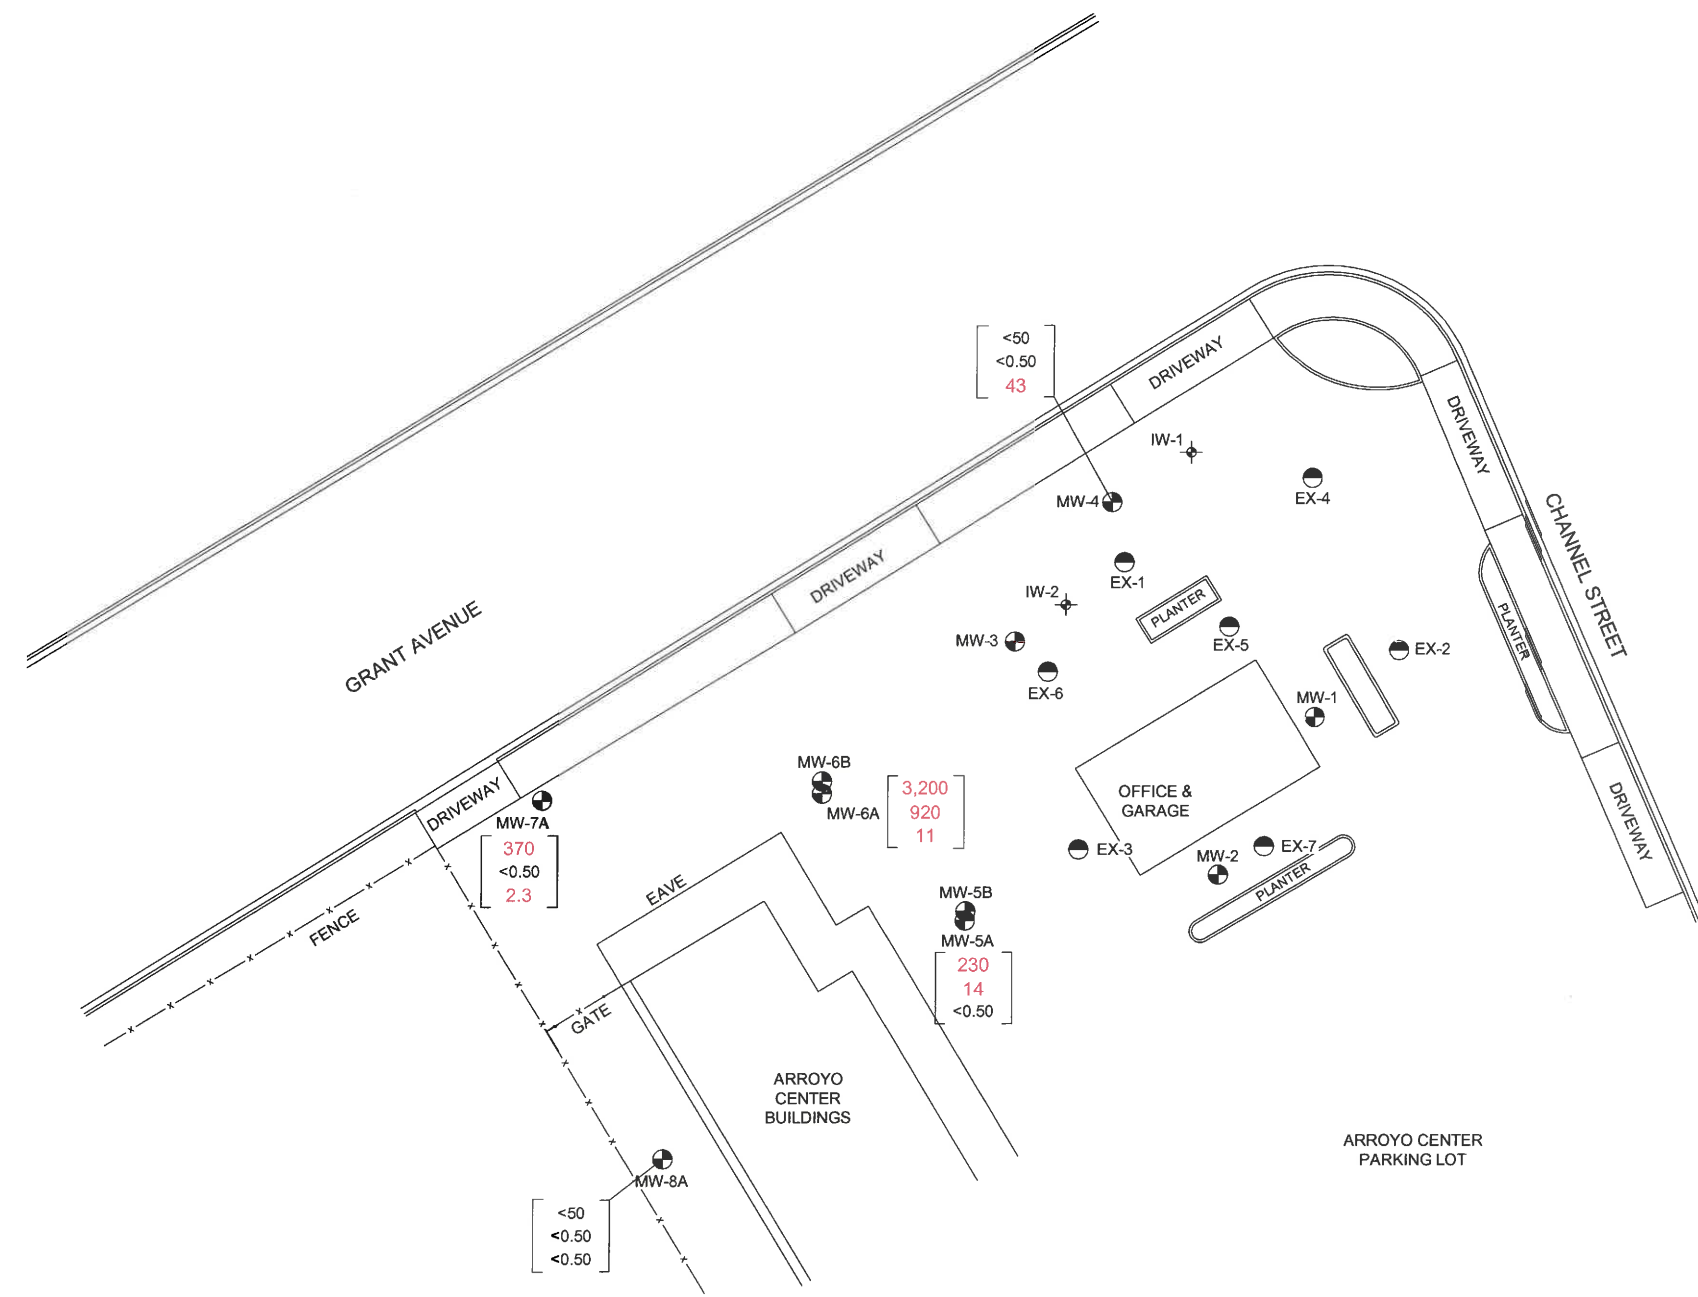 <50
<0.50
43
DRIVEWAY
DRIVEWAY
IW-1
MW-4
EX-4
CHANNEL STREET
EX-1
DRIVEWAY
IW-2
PLANTER
PLANTER
GRANT AVENUE
MW-3
EX-5
EX-2
EX-6
MW-1
MW-6B
MW-6A
3,200
920
11
OFFICE &
GARAGE
DRIVEWAY
DRIVEWAY
MW-7A
370
<0.50
2.3
EX-3
EX-7
MW-2
PLANTER
EAVE
MW-5B
MW-5A
230
14
<0.50
FENCE
GATE
ARROYO
CENTER
BUILDINGS
ARROYO CENTER
PARKING LOT
MW-8A
<50
<0.50
<0.50